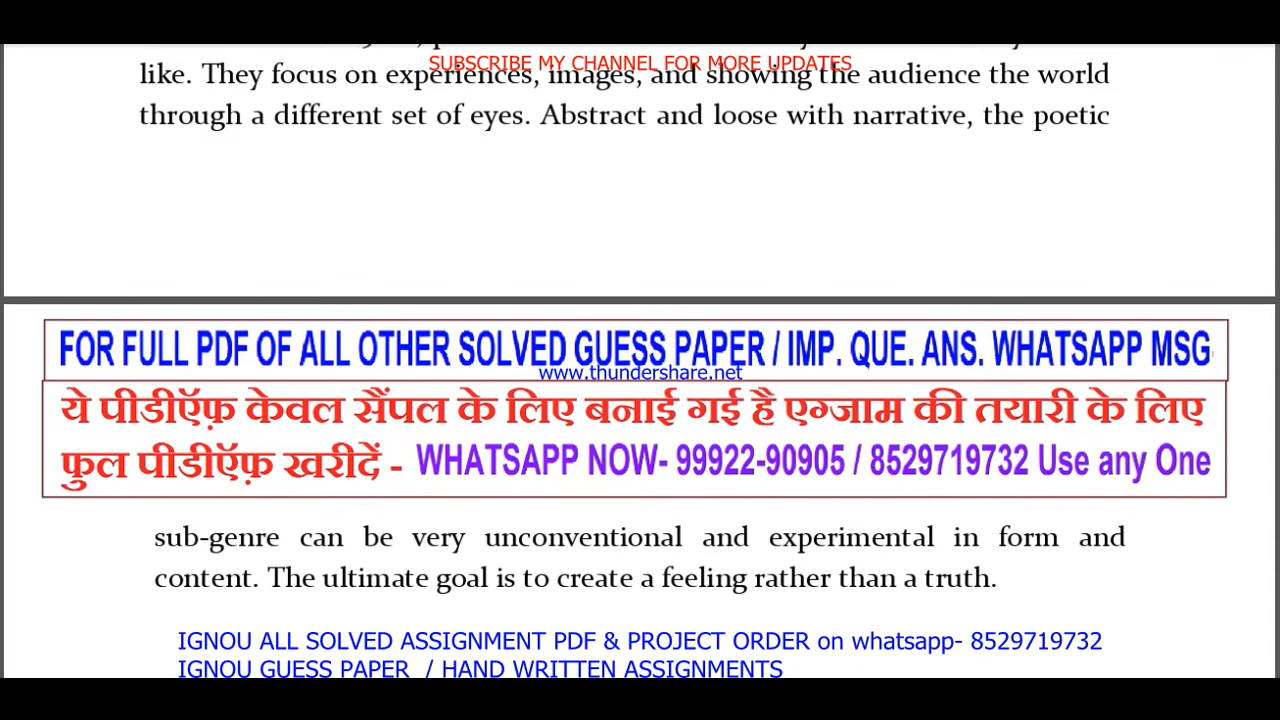 SUBSCRIBE MY CHANNEL FOR MORE UPDATES
like. They focus on experiences, images, and showing the audience the world
through a different set of eyes. Abstract and loose with narrative, the poetic
FOR FULL PDF OF ALL OTHER SOLVED GUESS PAPER / IMP. QUE. ANS. WHATSAPP MSG
www.thundershare.net
ये पीडीऍफ़ केवल सैंपल के लिए बनाई गई है एग्जाम की तयारी के लिए
फुल पीडीऍफ़ खरीदें - WHATSAPP NOW- 99922-90905 / 8529719732 Use any One
sub-genre can be very unconventional and experimental in form and
content. The ultimate goal is to create a feeling rather than a truth.
IGNOU ALL SOLVED ASSIGNMENT PDF & PROJECT ORDER on whatsapp- 8529719732
IGNOU GUESS PAPER / HAND WRITTEN ASSIGNMENTS